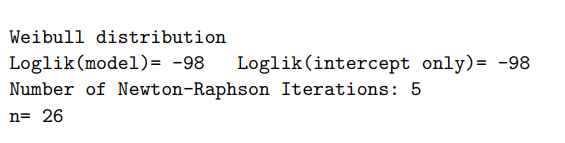 Weibull distribution
Loglik(model)= -98   Loglik(intercept only)= -98
Number of Newton-Raphson Iterations: 5
n= 26